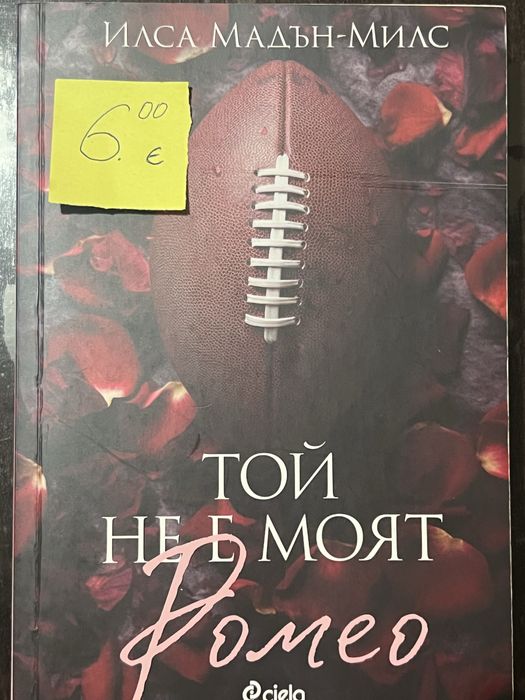 ИЛСА МАДЪН-МИЛС
6.00
€
ТОЙ
НЕ Е МОЯТ
Ромео
ciela